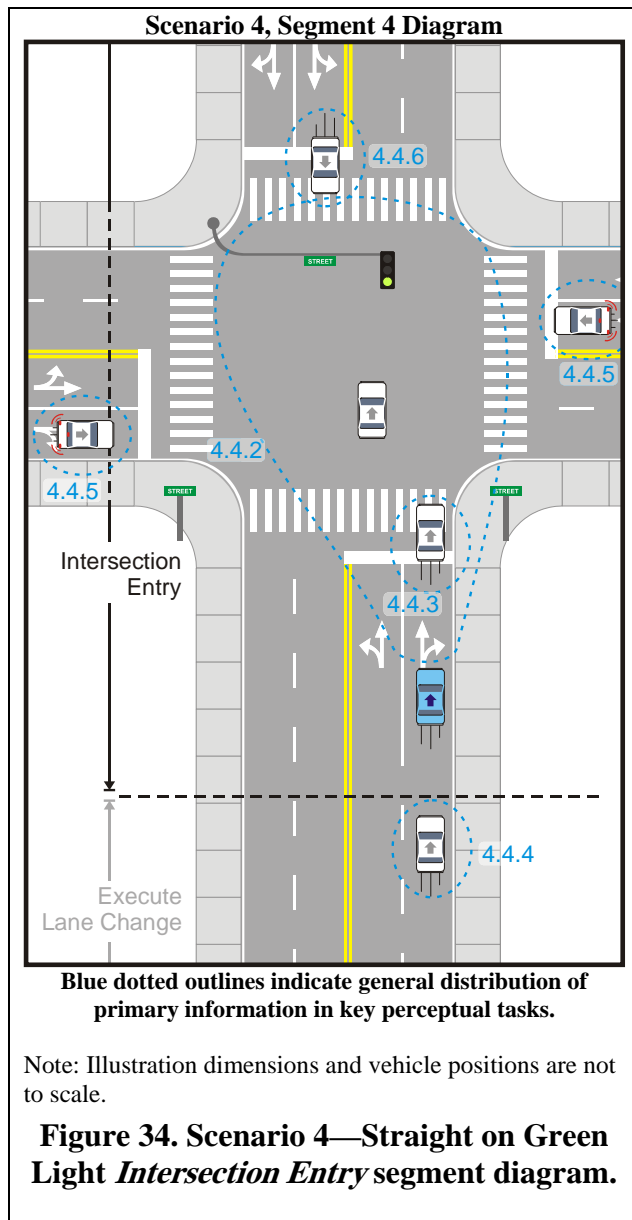 Scenario 4, Segment 4 Diagram
4.4.6
STREET
4.4.5
4.4.2
4.4.5
STREET
STREET
Intersection
Entry
4.4.3
4.4.4
Execute
Lane Change
Blue dotted outlines indicate general distribution of
primary information in key perceptual tasks.
Note: Illustration dimensions and vehicle positions are not
to scale.
Figure 34. Scenario 4—Straight on Green
Light Intersection Entry segment diagram.